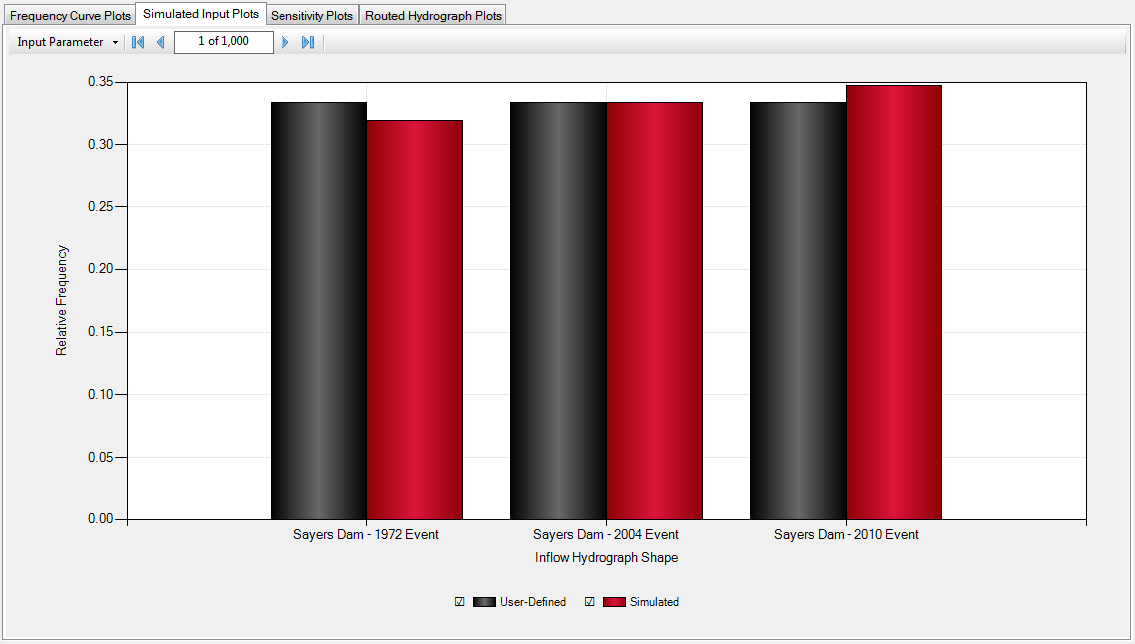 Frequency Curve Plots Simulated Input Plots Sensitivity Plots Routed Hydrograph Plots
Input Parameter 1 of 1,000
0.35
0.30
0.25
0.20
0.15
0.10
0.05
0.00
Relative Frequency
Sayers Dam - 1972 Event Sayers Dam - 2004 Event Sayers Dam - 2010 Event
Inflow Hydrograph Shape
User-Defined Simulated